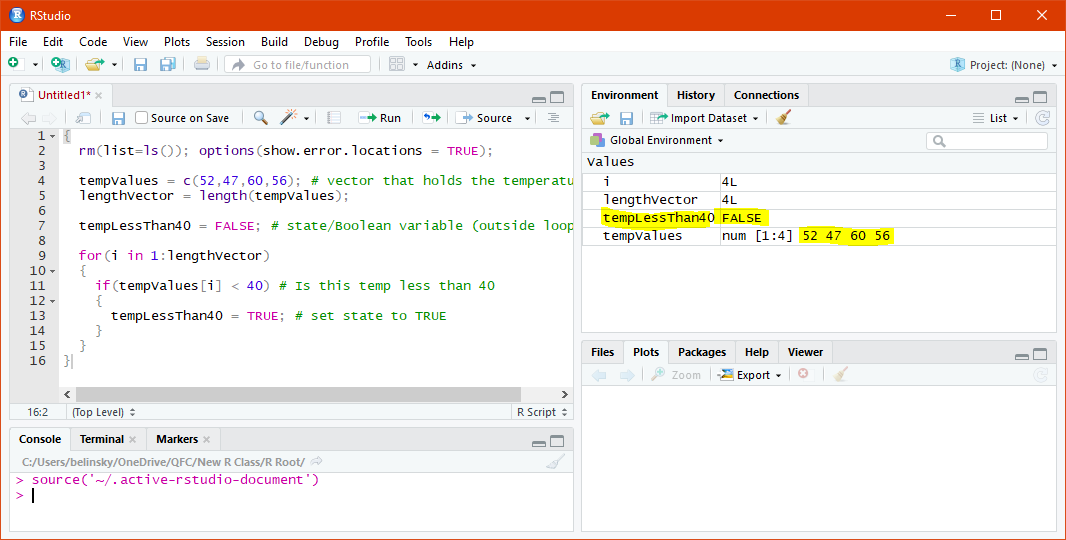 RStudio
File Edit Code View Plots Session Build Debug Profile Tools Help
Go to file/function
Addins
Project: (None)
Untitled1*
Source on Save
Run
Source
1 {
2 rm(list=ls()); options(show.error.locations = TRUE);
3
4 tempValues = c(52,47,60,56); # vector that holds the temperatu
5 lengthVector = length(tempValues);
6
7 tempLessThan40 = FALSE; # state/Boolean variable (outside loop
8
9 for(i in 1:lengthVector)
10 {
11 if(tempValues[i] < 40) # Is this temp less than 40
12 {
13 tempLessThan40 = TRUE; # set state to TRUE
14 }
15 }
16 }
16:2 (Top Level) R Script
Console Terminal Markers
C:/Users/belinsky/OneDrive/QFC/New R Class/R Root/
> source('~/.active-rstudio-document')
>
Environment History Connections
Import Dataset List
Global Environment
Values
i 4L
lengthVector 4L
tempLessThan40 FALSE
tempValues num [1:4] 52 47 60 56
Files Plots Packages Help Viewer
Zoom Export